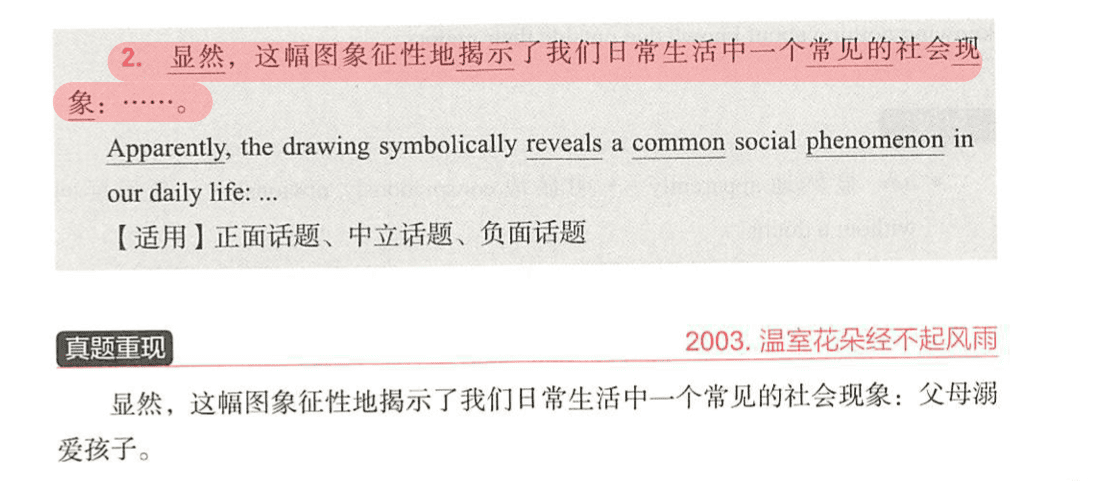 2. 显然，这幅图象征性地揭示了我们日常生活中一个常见的社会现
象：……。
Apparently, the drawing symbolically reveals a common social phenomenon in
our daily life: ...
【适用】正面话题、中立话题、负面话题
真题重现
2003. 温室花朵经不起风雨
显然，这幅图象征性地揭示了我们日常生活中一个常见的社会现象：父母溺
爱孩子。